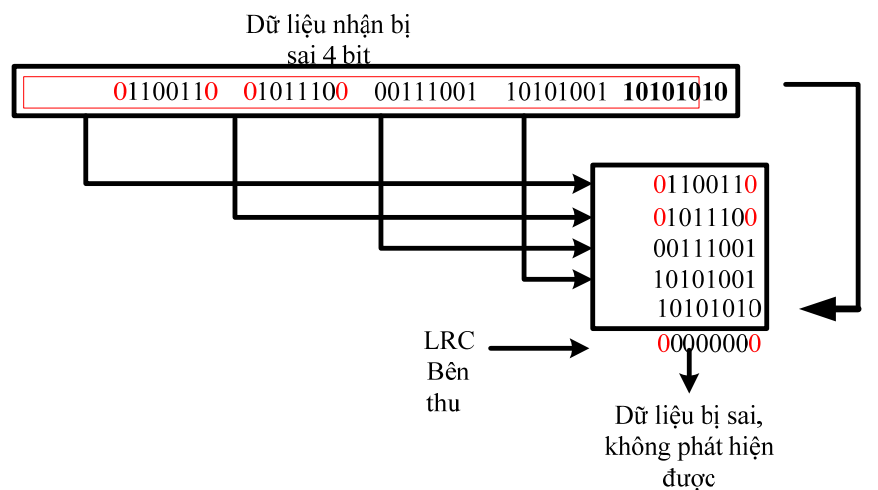 Dữ liệu nhận bị
sai 4 bit
01100110 01011100 00111001 10101001 10101010
01100110
01011100
00111001
10101001
10101010
LRC
Bên
thu
00000000
Dữ liệu bị sai,
không phát hiện
được